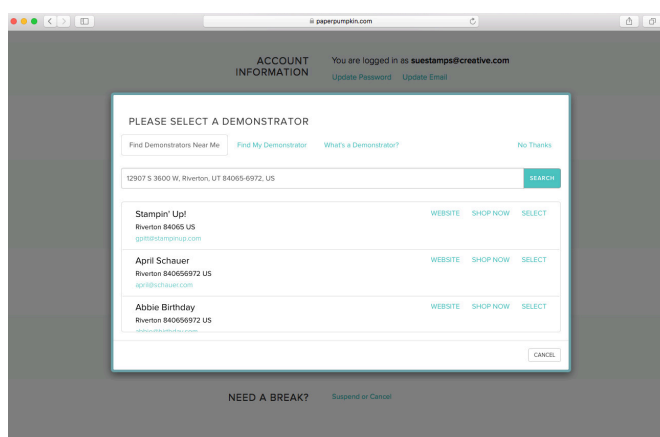 paperpumpkin.com
ACCOUNT INFORMATION
You are logged in as suestamps@creative.com
Update Password Update Email
PLEASE SELECT A DEMONSTRATOR
Find Demonstrators Near Me Find My Demonstrator What's a Demonstrator? No Thanks
12907 S 3600 W, Riverton, UT 84065-6972, US SEARCH
Stampin' Up! WEBSITE SHOP NOW SELECT
Riverton 84065 US
April Schauer WEBSITE SHOP NOW SELECT
Riverton 840656972 US
april@schauer.com
Abbie Birthday WEBSITE SHOP NOW SELECT
Riverton 840656972 US
CANCEL
NEED A BREAK? Suspend or Cancel